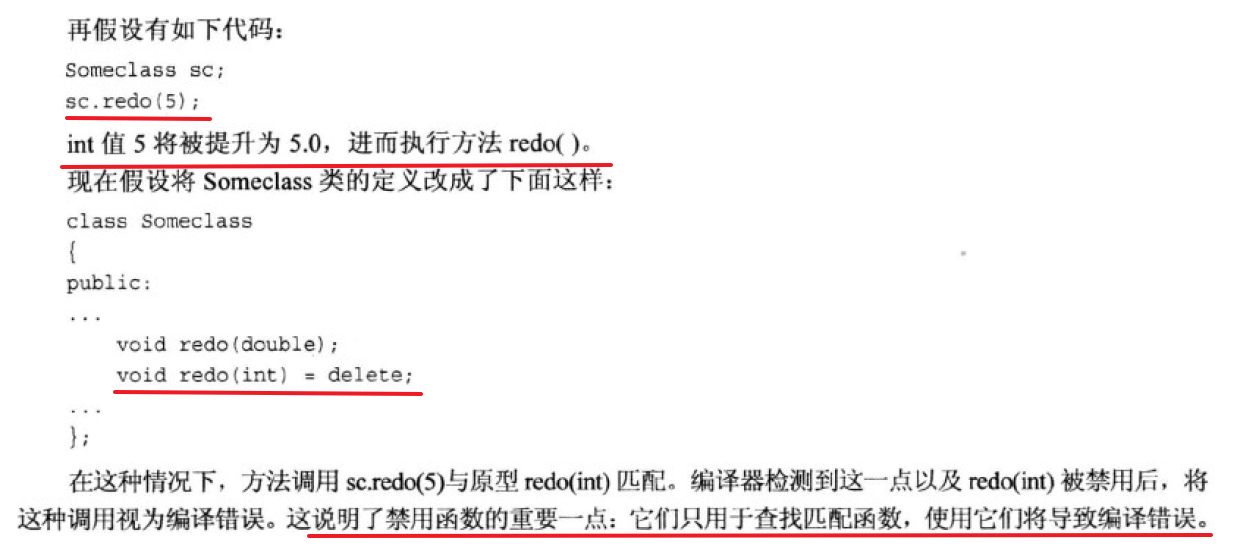 再假设有如下代码：
Someclass sc;
sc.redo(5);
int 值 5 将被提升为 5.0，进而执行方法 redo( )。
现在假设将 Someclass 类的定义改成了下面这样：
class Someclass
{
public:
...
void redo(double);
void redo(int) = delete;
...
};
在这种情况下，方法调用 sc.redo(5)与原型 redo(int) 匹配。编译器检测到这一点以及 redo(int) 被禁用后，将
这种调用视为编译错误。这说明了禁用函数的重要一点：它们只用于查找匹配函数，使用它们将导致编译错误。